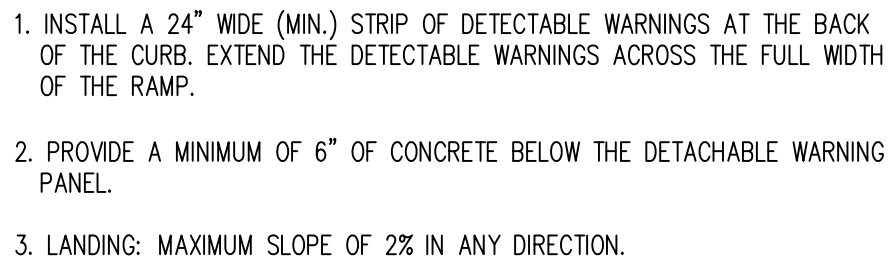 1. INSTALL A 24" WIDE (MIN.) STRIP OF DETECTABLE WARNINGS AT THE BACK
OF THE CURB. EXTEND THE DETECTABLE WARNINGS ACROSS THE FULL WIDTH
OF THE RAMP.
2. PROVIDE A MINIMUM OF 6" OF CONCRETE BELOW THE DETACHABLE WARNING
PANEL.
3. LANDING: MAXIMUM SLOPE OF 2% IN ANY DIRECTION.